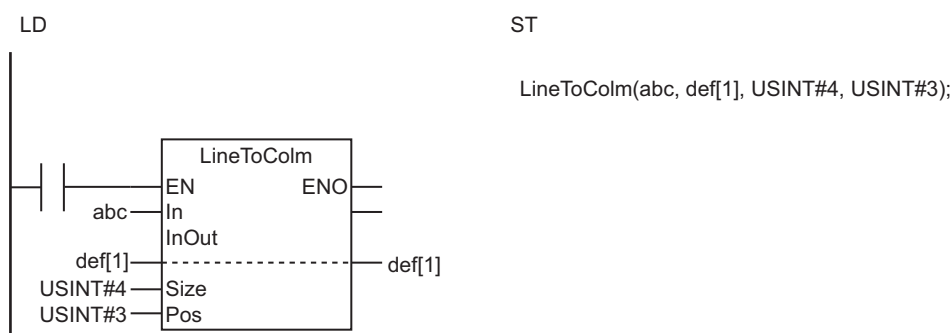 LD
ST
LineToColm(abc, def[1], USINT#4, USINT#3);
LineToColm
EN ENO
abc In
InOut
def[1] def[1]
USINT#4 Size
USINT#3 Pos